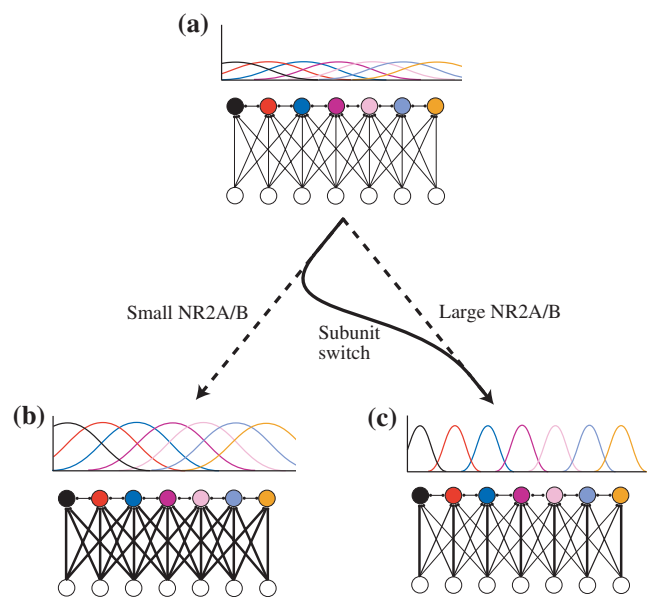 (a)
Small NR2A/B
Large NR2A/B
Subunit
switch
(b)
(c)